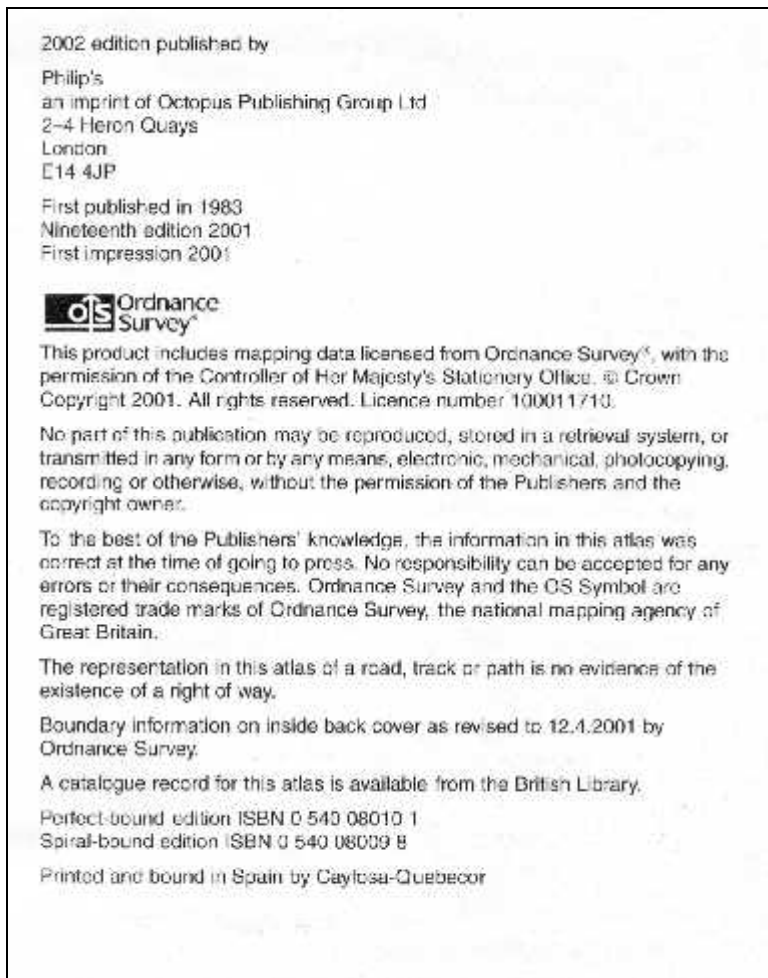 2002 edition published by
Philip's
an imprint of Octopus Publishing Group Ltd
2–4 Heron Quays
London
E14 4JP
First published in 1983
Nineteenth edition 2001
First impression 2001
OS Ordnance
Survey®
This product includes mapping data licensed from Ordnance Survey®, with the
permission of the Controller of Her Majesty's Stationery Office. © Crown
Copyright 2001. All rights reserved. Licence number 100011710.
No part of this publication may be reproduced, stored in a retrieval system, or
transmitted in any form or by any means, electronic, mechanical, photocopying,
recording or otherwise, without the permission of the Publishers and the
copyright owner.
To the best of the Publishers' knowledge, the information in this atlas was
correct at the time of going to press. No responsibility can be accepted for any
errors or their consequences. Ordnance Survey and the OS Symbol are
registered trade marks of Ordnance Survey, the national mapping agency of
Great Britain.
The representation in this atlas of a road, track or path is no evidence of the
existence of a right of way.
Boundary information on inside back cover as revised to 12.4.2001 by
Ordnance Survey.
A catalogue record for this atlas is available from the British Library.
Perfect-bound edition ISBN 0 540 08010 1
Spiral-bound edition ISBN 0 540 08009 8
Printed and bound in Spain by Cayfosa-Quebecor